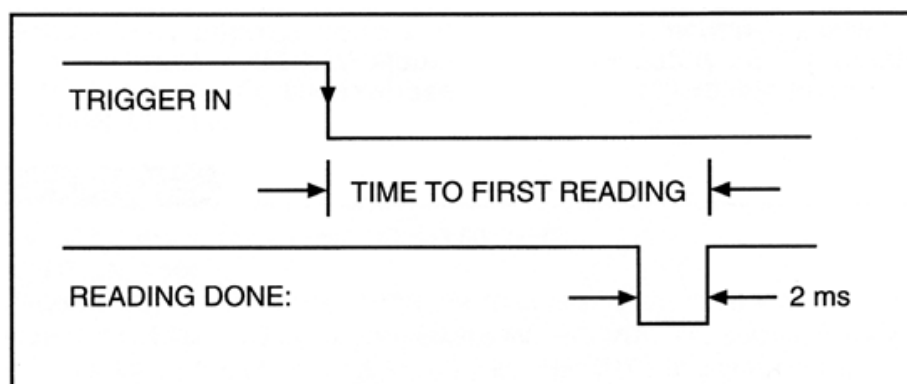 TRIGGER IN
TIME TO FIRST READING
READING DONE:
2 ms